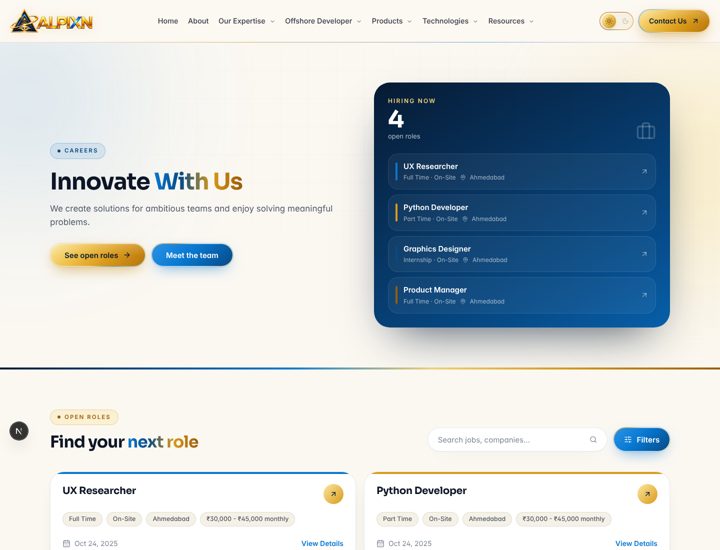 ALPIXN
Home About Our Expertise Offshore Developer Products Technologies Resources
Contact Us
CAREERS
Innovate With Us
We create solutions for ambitious teams and enjoy solving meaningful
problems.
See open roles
Meet the team
HIRING NOW
4
open roles
UX Researcher
Full Time · On-Site Ahmedabad
Python Developer
Part Time · On-Site Ahmedabad
Graphics Designer
Internship · On-Site Ahmedabad
Product Manager
Full Time · On-Site Ahmedabad
OPEN ROLES
Find your next role
Search jobs, companies...
Filters
N
UX Researcher
Full Time On-Site Ahmedabad ₹30,000 - ₹45,000 monthly
Oct 24, 2025 View Details
Python Developer
Part Time On-Site Ahmedabad ₹30,000 - ₹45,000 monthly
Oct 24, 2025 View Details